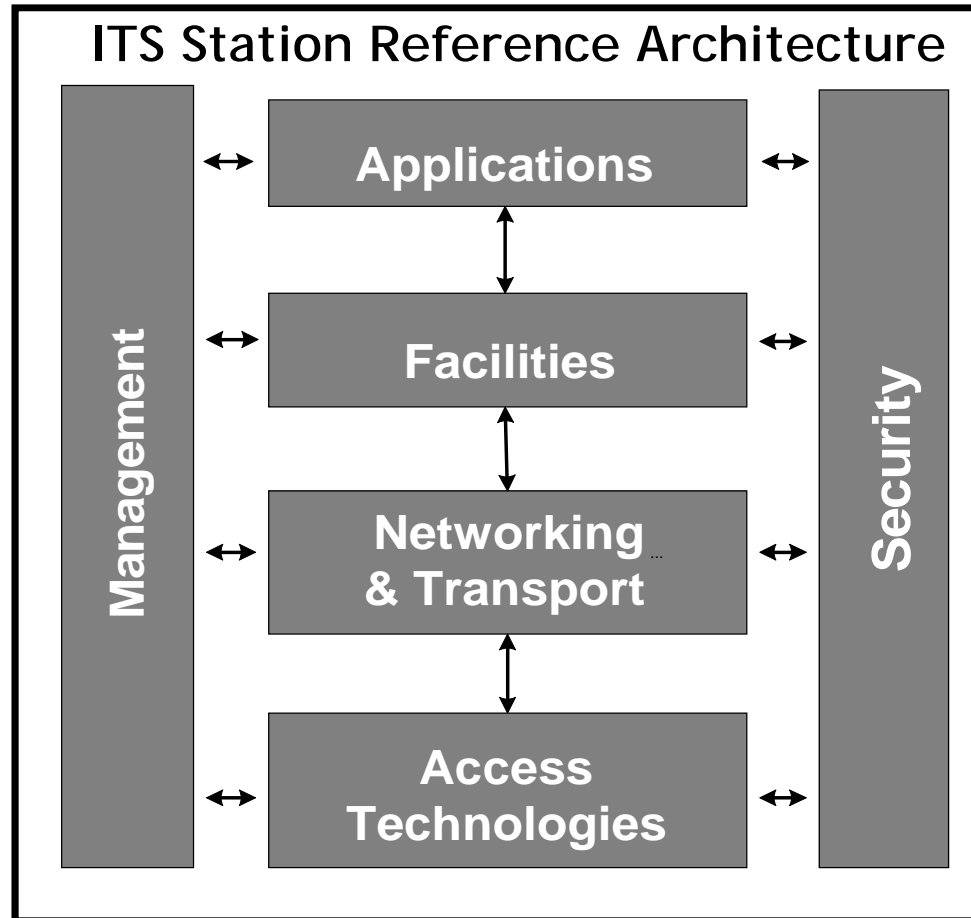 ITS Station Reference Architecture
Applications
Facilities
Management
Security
Networking ...
& Transport
Access
Technologies